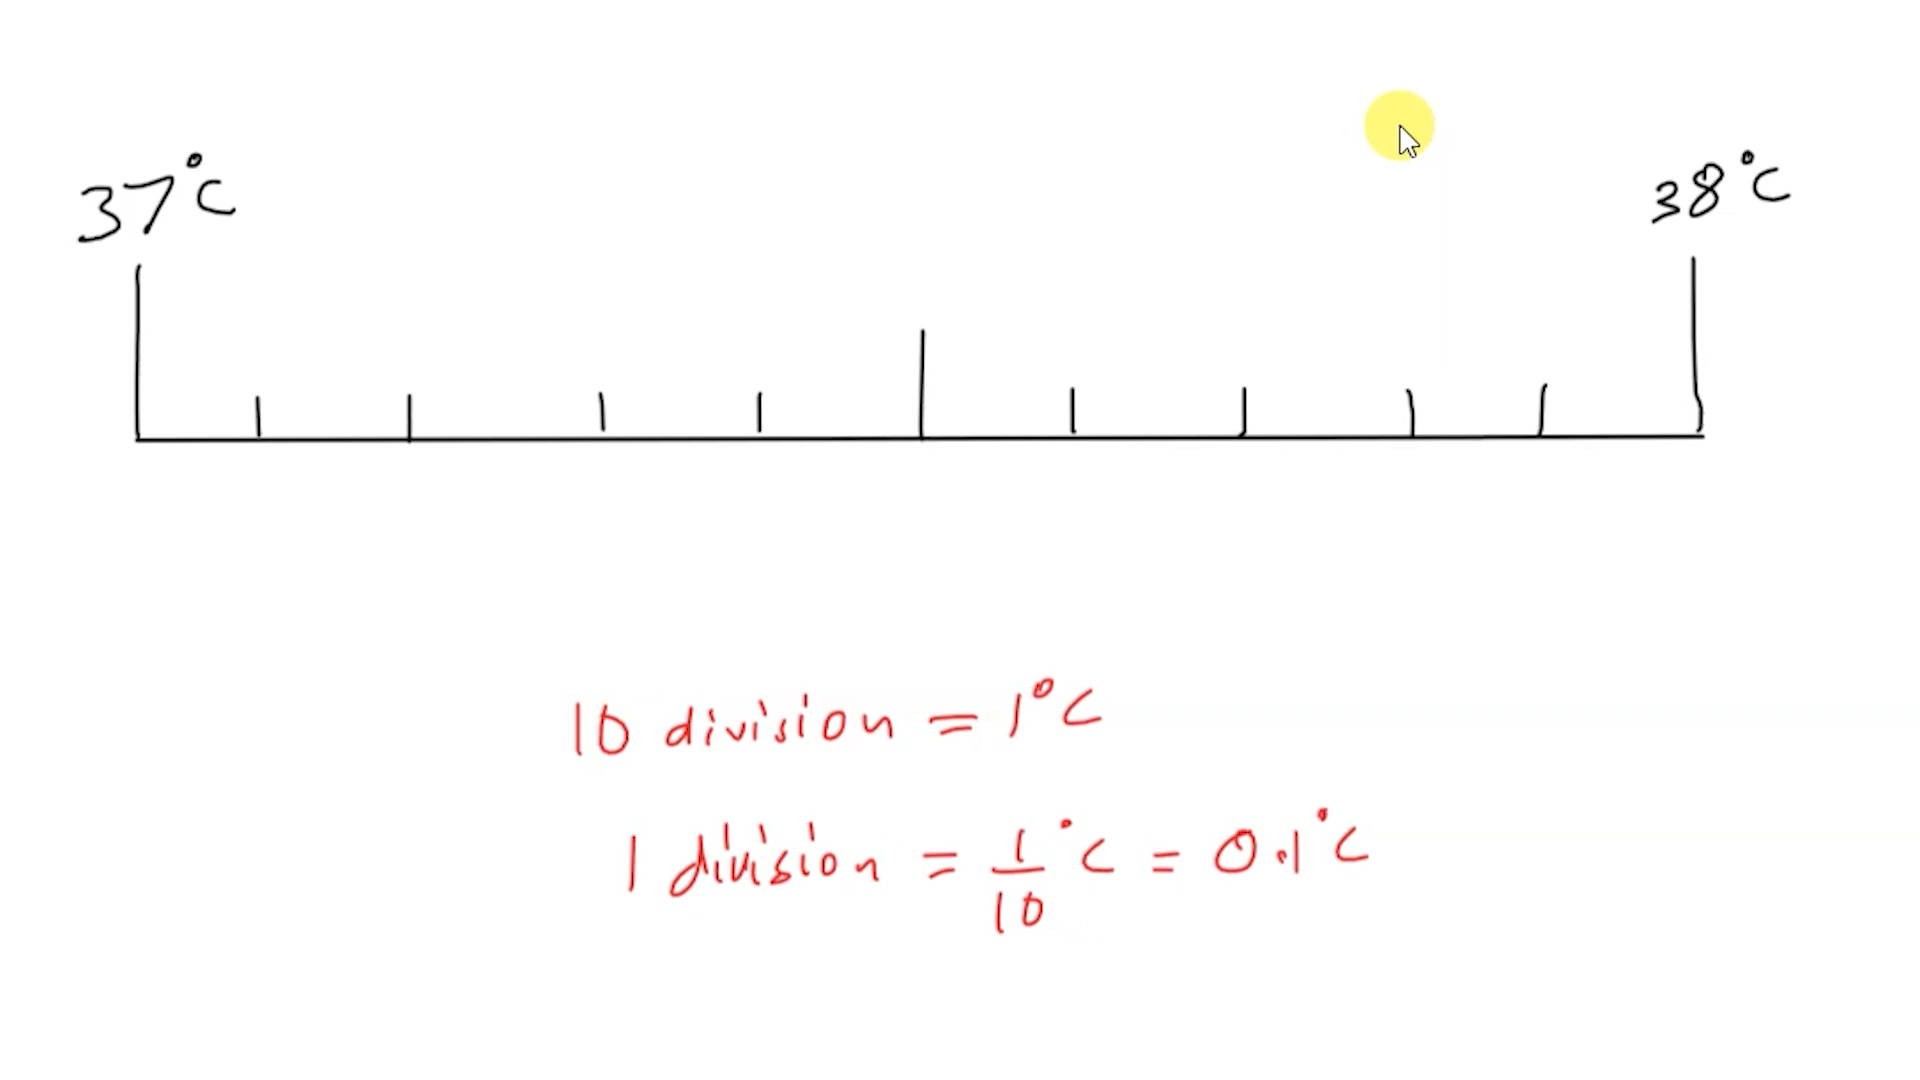 37°C 38°C
10 division = 1°C
1 division = 1/10 °C = 0.1°C